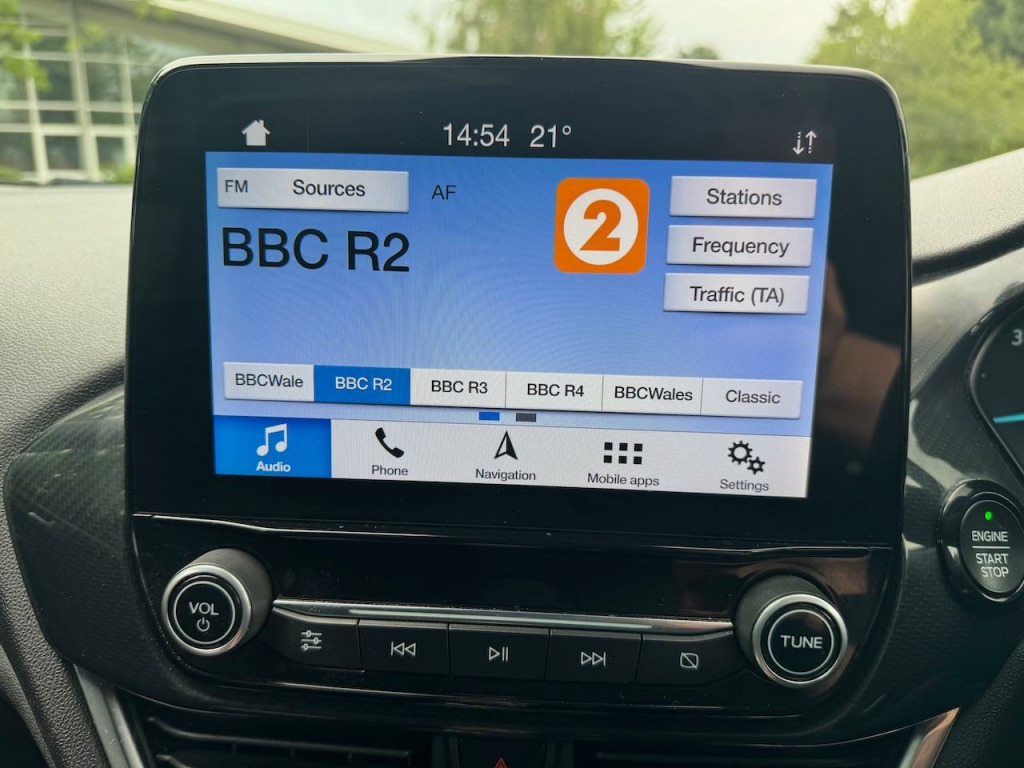 14:54 21°
FM Sources AF
2
Stations
BBC R2
Frequency
Traffic (TA)
BBCWale BBC R2 BBC R3 BBC R4 BBCWales Classic
Audio Phone Navigation Mobile apps Settings
ENGINE
START
STOP
VOL
TUNE
3